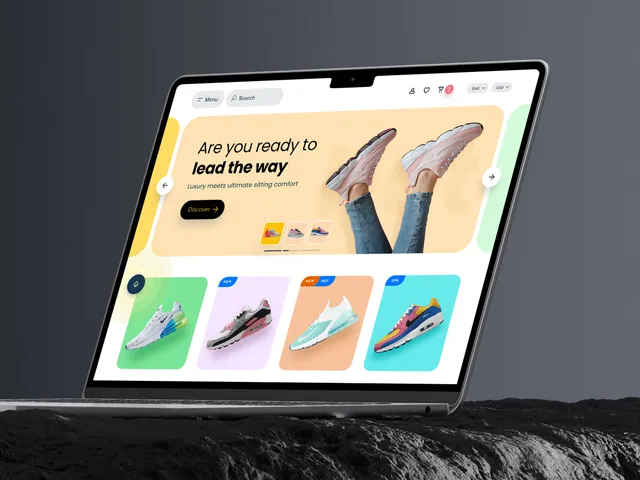 Menu
Search
2
ENG
USD
Are you ready to
lead the way
Luxury meets ultimate sitting comfort
Discover
NEW
NEW
HOT